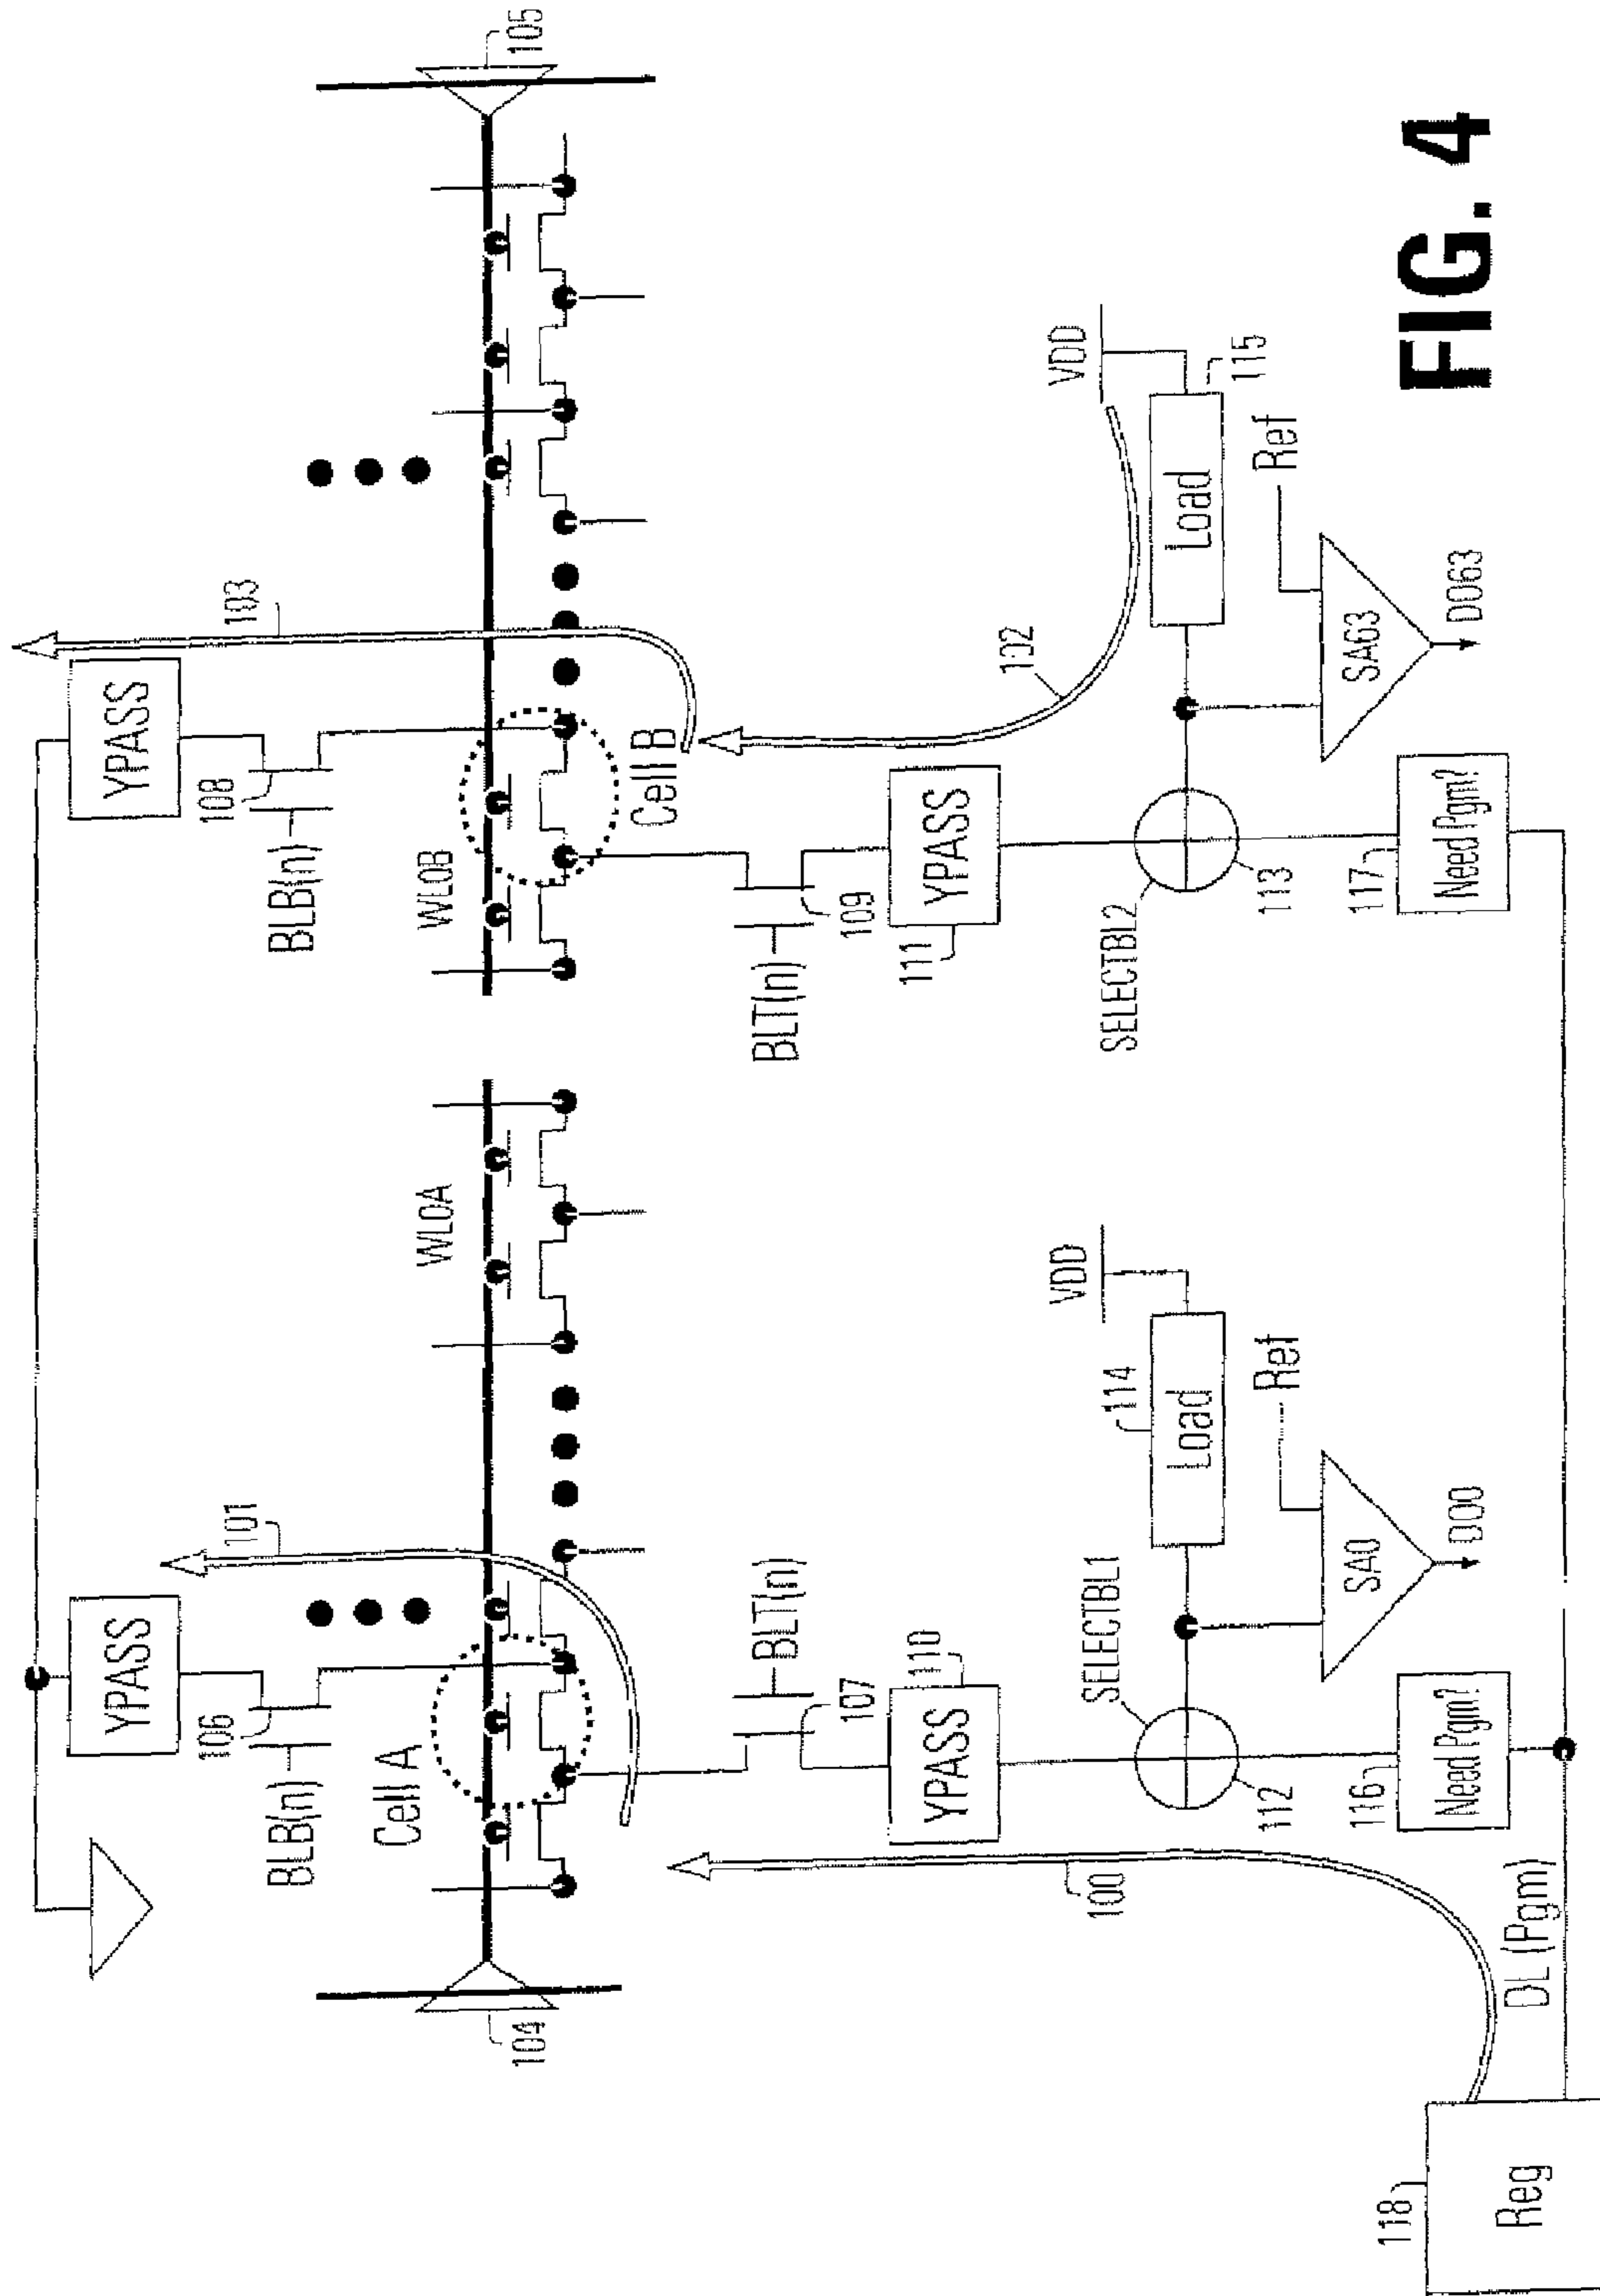 105
103
YPASS
108
BLB(n)
WL0B
Cell B
BLT(n)
109
YPASS
111
102
VDD
115
Load
Ref
SELECTBL2
113
SA63
DO63
117
Need Pgm?
WL0A
101
YPASS
106
BLB(n)
Cell A
104
BLT(n)
107
YPASS
110
100
VDD
114
Load
Ref
SELECTBL1
112
SA0
DO0
116
Need Pgm?
DL (Pgm)
118
Reg
FIG. 4